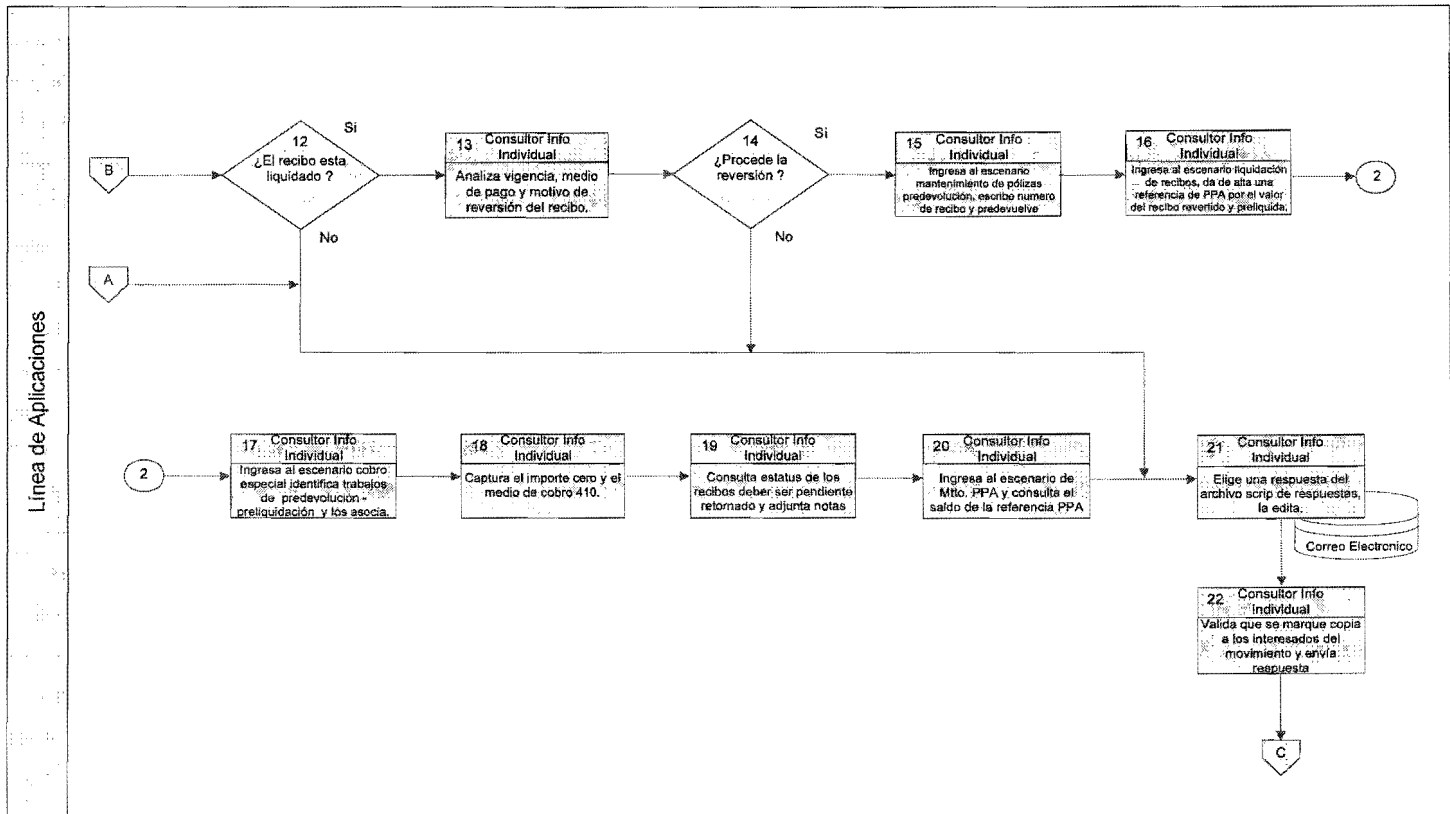 Línea de Aplicaciones
B
12
¿El recibo esta
liquidado ?
Si
No
13 Consultor Info
Individual
Analiza vigencia, medio
de pago y motivo de
reversión del recibo.
14
¿Procede la
reversión ?
Si
No
15 Consultor Info
Individual
Ingresa al escenario
mantenimiento de pólizas
predevolución, escribo numero
de recibo y predevuelve
16 Consultor Info
Individual
Ingresa al escenario liquidación
de recibos, da de alta una
referencia de PPA por el valor
del recibo revertido y preliquida.
2
A
2
17 Consultor Info
Individual
Ingresa al escenario cobro
especial identifica trabajos
de predevolución -
preliquidación y los asocia.
18 Consultor Info
Individual
Captura el importe cero y el
medio de cobro 410.
19 Consultor Info
Individual
Consulta estatus de los
recibos deber ser pendiente
retornado y adjunta notas
20 Consultor Info
Individual
Ingresa al escenario de
Mtto. PPA y consulta el
saldo de la referencia PPA
21 Consultor Info
Individual
Elige una respuesta del
archivo scrip de respuestas,
la edita.
Correo Electronico
22 Consultor Info
Individual
Valida que se marque copia
a los interesados del
movimiento y envía
respuesta
C